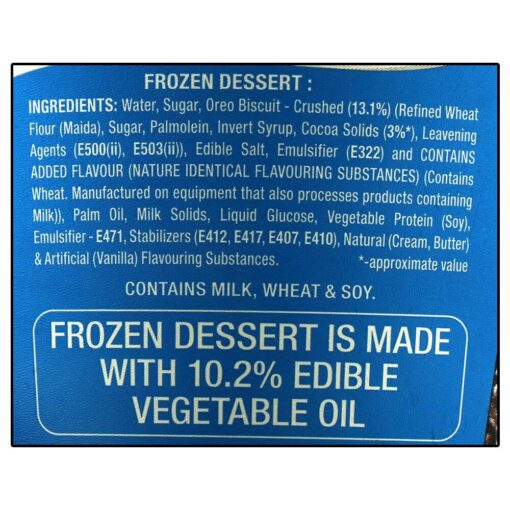 FROZEN DESSERT :
INGREDIENTS: Water, Sugar, Oreo Biscuit - Crushed (13.1%) (Refined Wheat
Flour (Maida), Sugar, Palmolein, Invert Syrup, Cocoa Solids (3%*), Leavening
Agents (E500(ii), E503(ii)), Edible Salt, Emulsifier (E322) and CONTAINS
ADDED FLAVOUR (NATURE IDENTICAL FLAVOURING SUBSTANCES) (Contains
Wheat. Manufactured on equipment that also processes products containing
Milk)), Palm Oil, Milk Solids, Liquid Glucose, Vegetable Protein (Soy),
Emulsifier - E471, Stabilizers (E412, E417, E407, E410), Natural (Cream, Butter)
& Artificial (Vanilla) Flavouring Substances. *-approximate value
CONTAINS MILK, WHEAT & SOY.
FROZEN DESSERT IS MADE
WITH 10.2% EDIBLE
VEGETABLE OIL